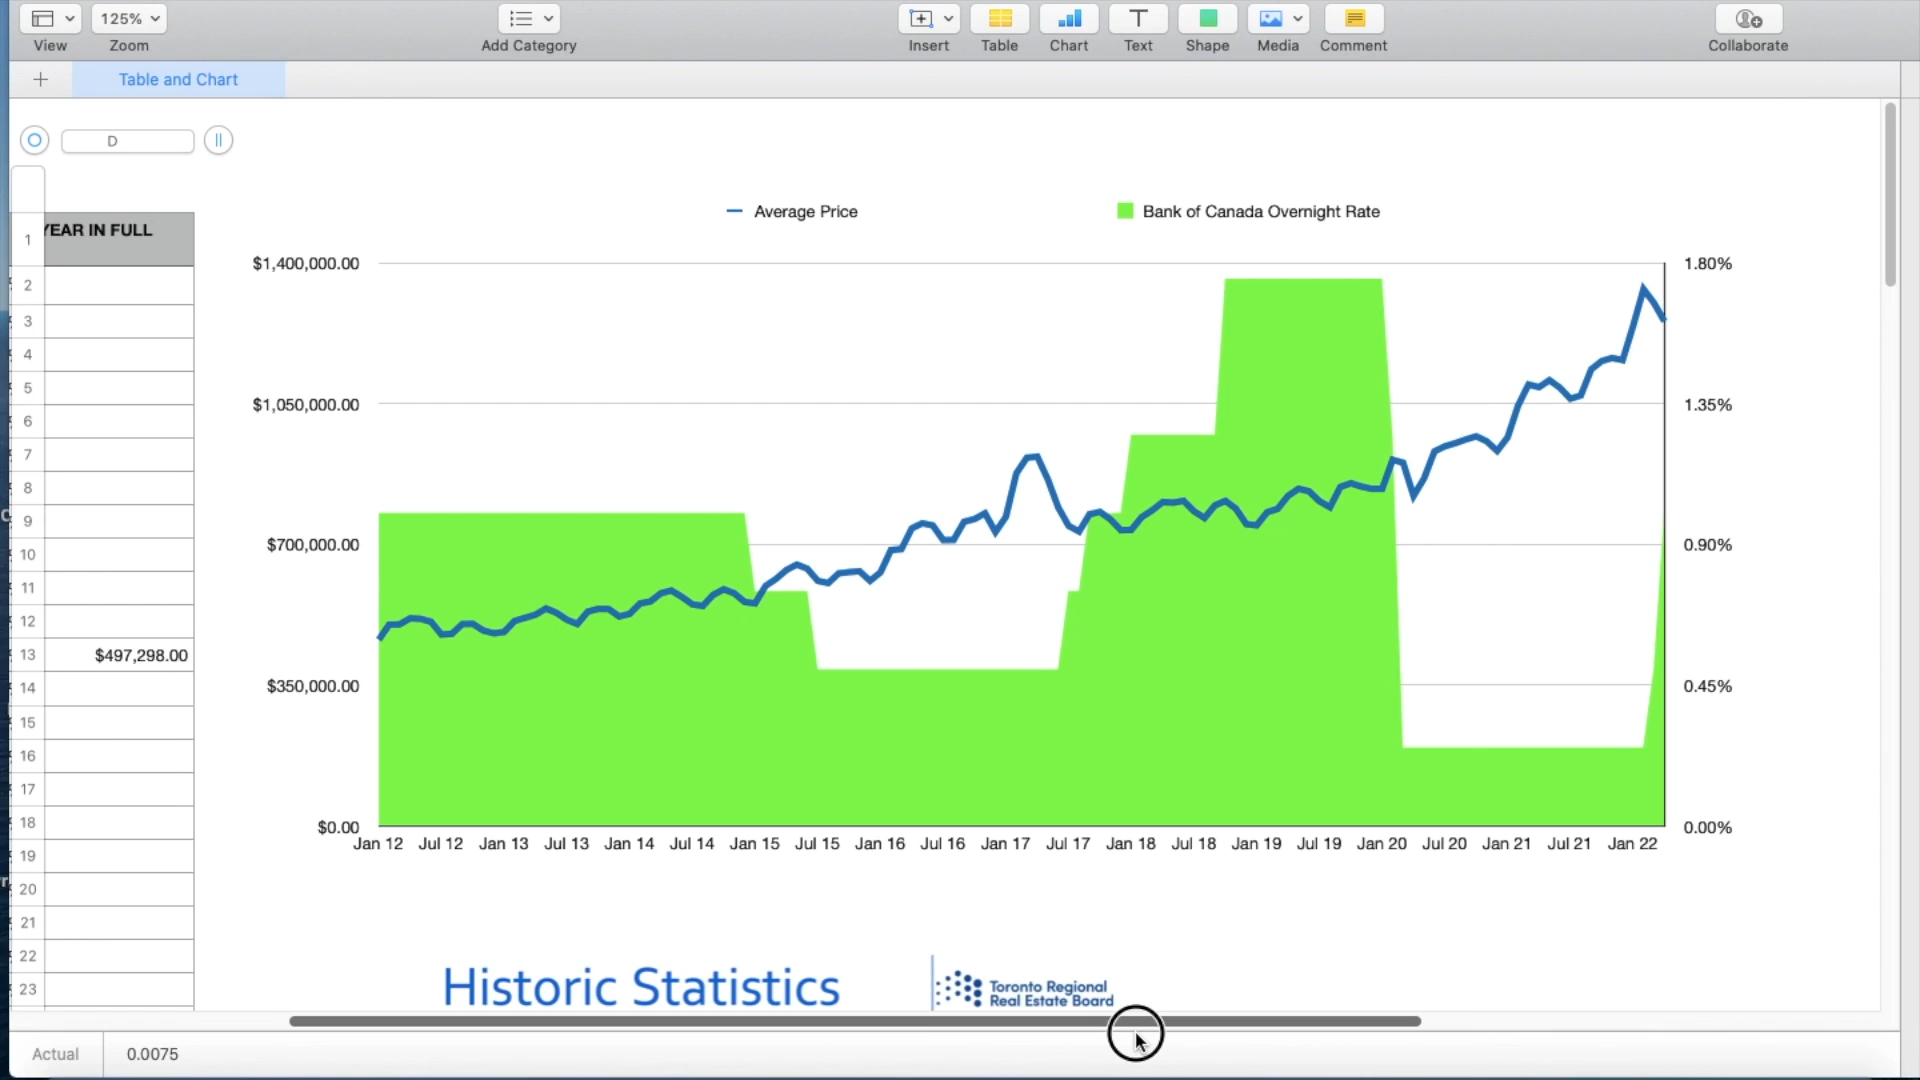 View
125%
Zoom
Add Category
Insert
Table
Chart
Text
Shape
Media
Comment
Collaborate
Table and Chart
D
Average Price
Bank of Canada Overnight Rate
YEAR IN FULL
1
2
3
4
5
6
7
8
9
10
11
12
13
$497,298.00
14
15
16
17
18
19
20
21
22
23
$1,400,000.00
$1,050,000.00
$700,000.00
$350,000.00
$0.00
1.80%
1.35%
0.90%
0.45%
0.00%
Jan 12 Jul 12 Jan 13 Jul 13 Jan 14 Jul 14 Jan 15 Jul 15 Jan 16 Jul 16 Jan 17 Jul 17 Jan 18 Jul 18 Jan 19 Jul 19 Jan 20 Jul 20 Jan 21 Jul 21 Jan 22
Historic Statistics
Toronto Regional
Real Estate Board
Actual
0.0075